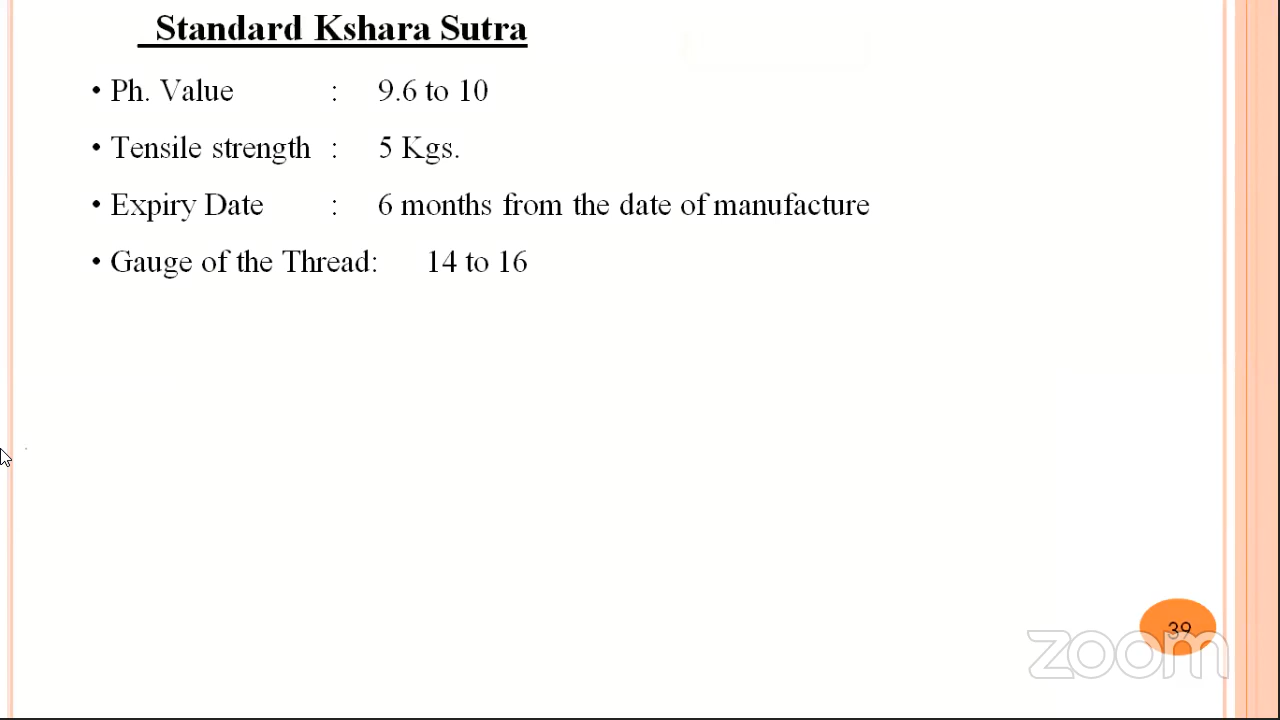 Standard Kshara Sutra
• Ph. Value : 9.6 to 10
• Tensile strength : 5 Kgs.
• Expiry Date : 6 months from the date of manufacture
• Gauge of the Thread: 14 to 16
39
zoom